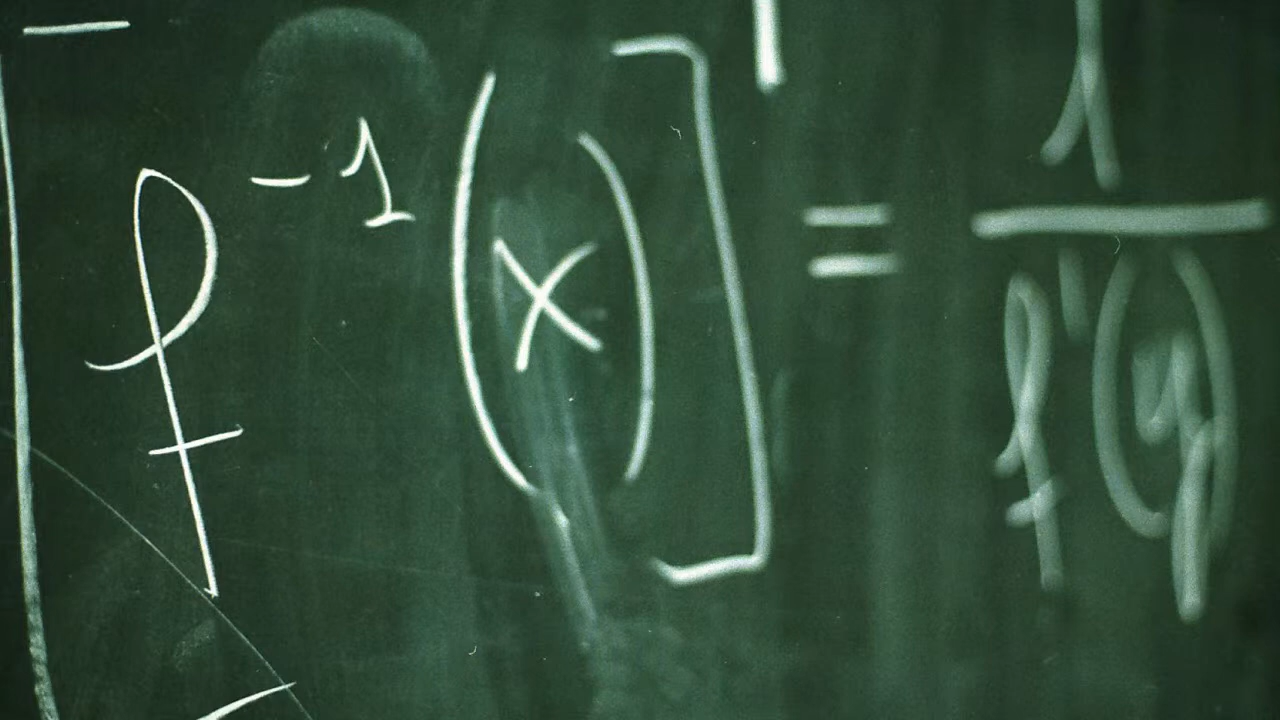 [f⁻¹(x)]' = 1/f'(y)